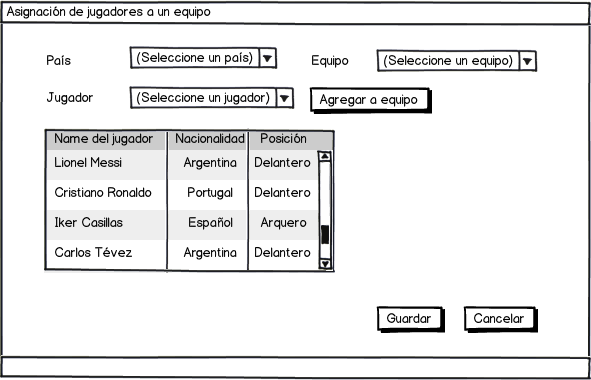 Asignación de jugadores a un equipo
País (Seleccione un país) Equipo (Seleccione un equipo)
Jugador (Seleccione un jugador) Agregar a equipo
Name del jugador Nacionalidad Posición
Lionel Messi Argentina Delantero
Cristiano Ronaldo Portugal Delantero
Iker Casillas Español Arquero
Carlos Tévez Argentina Delantero
Guardar Cancelar